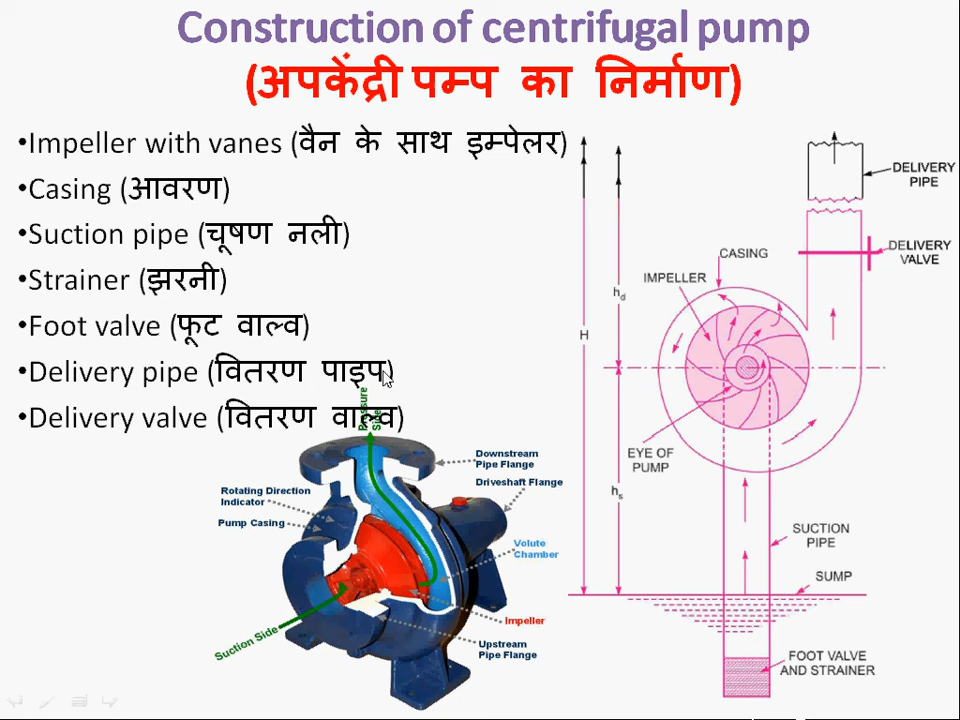 Construction of centrifugal pump
(अपकेंद्री पम्प का निर्माण)
•Impeller with vanes (वैन के साथ इम्पेलर)
•Casing (आवरण)
•Suction pipe (चूषण नली)
•Strainer (झरनी)
•Foot valve (फूट वाल्व)
•Delivery pipe (वितरण पाइप)
•Delivery valve (वितरण वाल्व)
Pressure
Side
Downstream
Pipe Flange
Driveshaft Flange
Rotating Direction
Indicator
Pump Casing
Volute
Chamber
Impeller
Suction Side
Upstream
Pipe Flange
DELIVERY
PIPE
DELIVERY
VALVE
CASING
IMPELLER
hd
H
EYE OF
PUMP
hs
SUCTION
PIPE
SUMP
FOOT VALVE
AND STRAINER